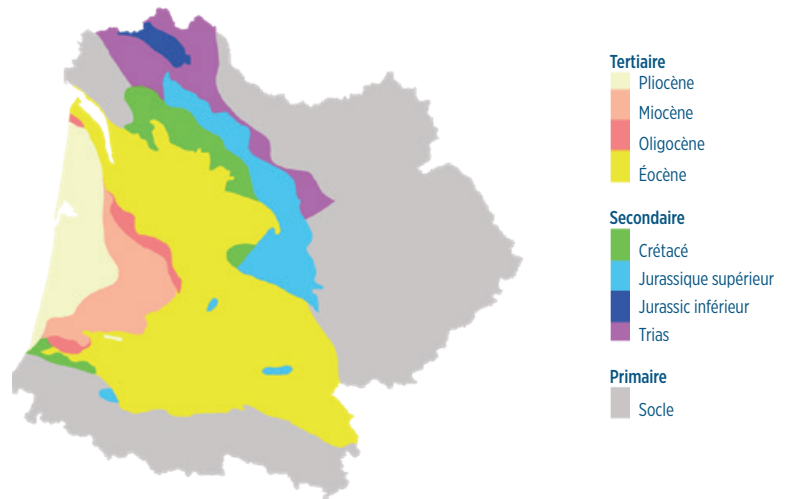 Tertiaire
Pliocène
Miocène
Oligocène
Éocène
Secondaire
Crétacé
Jurassique supérieur
Jurassic inférieur
Trias
Primaire
Socle